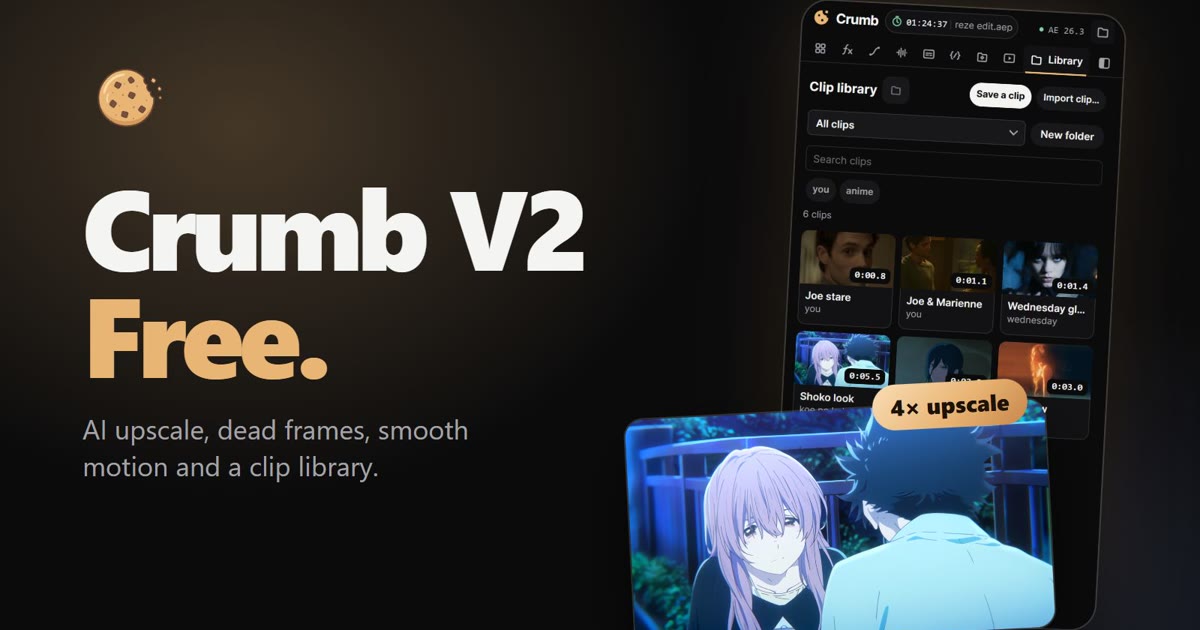 Crumb V2
Free.
AI upscale, dead frames, smooth
motion and a clip library.
Crumb
01:24:37 reze edit.aep
AE 26.3
fx
Library
Clip library
Save a clip
Import clip...
All clips
New folder
Search clips
you
anime
6 clips
0:00.8
0:01.1
0:01.4
Joe stare
you
Joe & Marienne
you
Wednesday gl...
wednesday
0:05.5
0:03.0
Shoko look
4× upscale